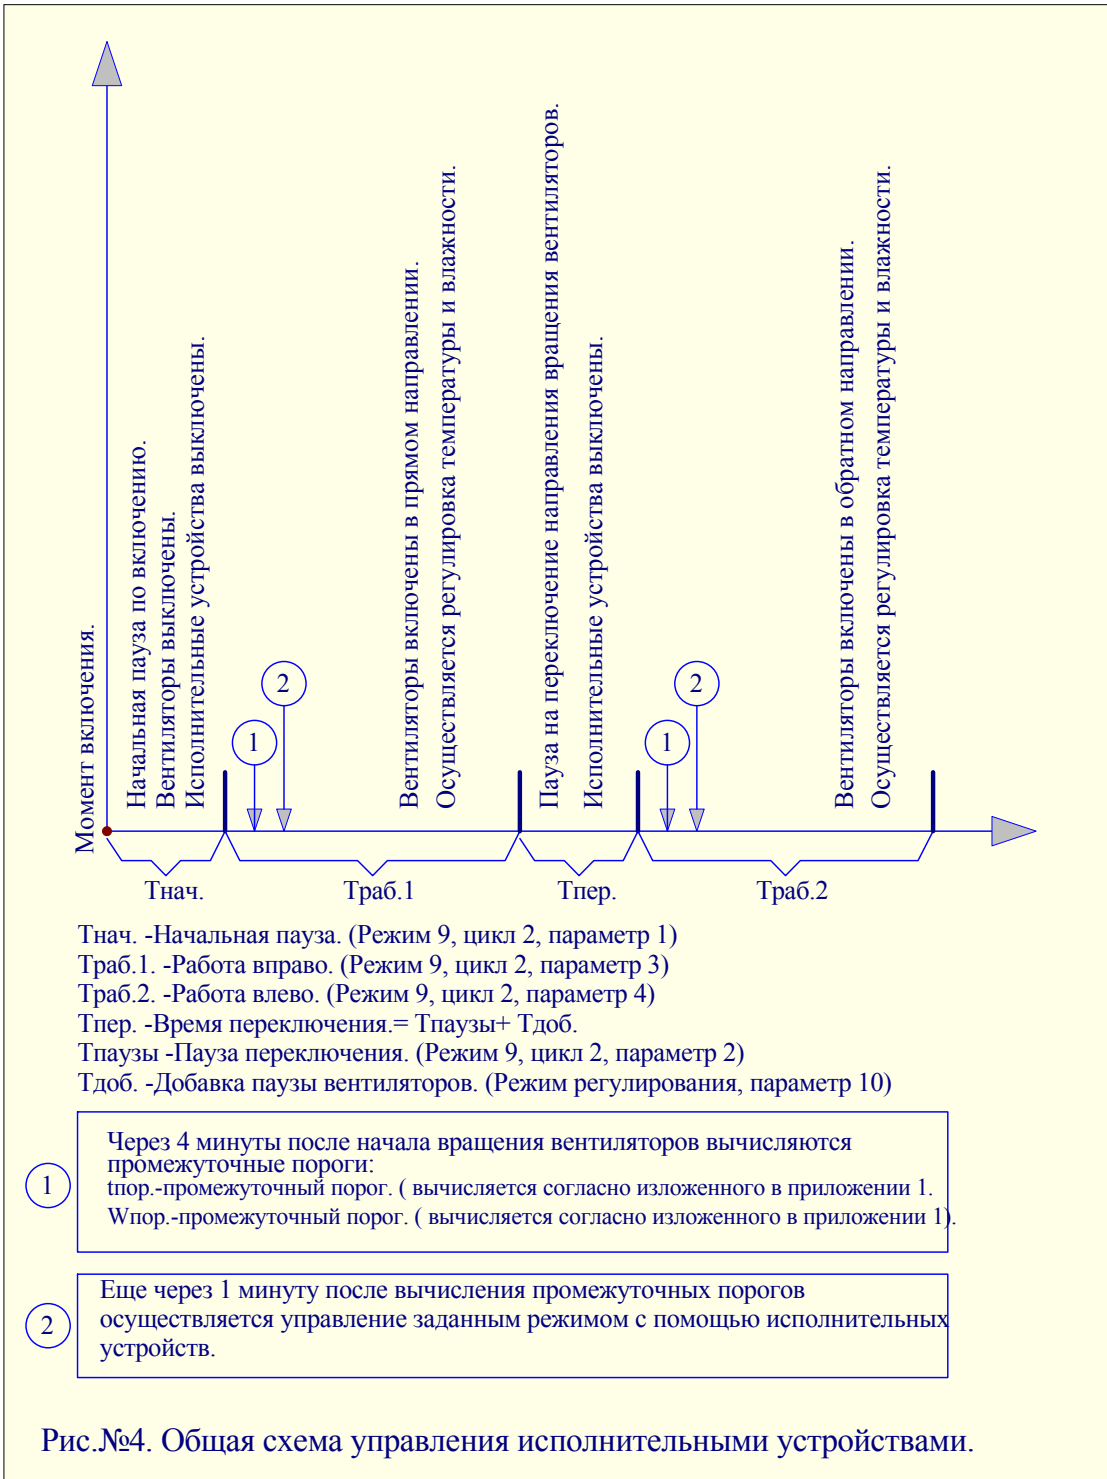 Момент включения.
Начальная пауза по включению.
Вентиляторы выключены.
Исполнительные устройства выключены.
1
2
Вентиляторы включены в прямом направлении.
Осуществляется регулировка температуры и влажности.
Пауза на переключение направления вращения вентиляторов.
Исполнительные устройства выключены.
1
2
Вентиляторы включены в обратном направлении.
Осуществляется регулировка температуры и влажности.
Тнач.
Траб.1
Тпер.
Траб.2
Тнач. -Начальная пауза. (Режим 9, цикл 2, параметр 1)
Траб.1. -Работа вправо. (Режим 9, цикл 2, параметр 3)
Траб.2. -Работа влево. (Режим 9, цикл 2, параметр 4)
Тпер. -Время переключения.= Тпаузы+ Тдоб.
Тпаузы -Пауза переключения. (Режим 9, цикл 2, параметр 2)
Тдоб. -Добавка паузы вентиляторов. (Режим регулирования, параметр 10)
1
Через 4 минуты после начала вращения вентиляторов вычисляются
промежуточные пороги:
tпор.-промежуточный порог. ( вычисляется согласно изложенного в приложении 1.
Wпор.-промежуточный порог. ( вычисляется согласно изложенного в приложении 1).
2
Еще через 1 минуту после вычисления промежуточных порогов
осуществляется управление заданным режимом с помощью исполнительных
устройств.
Рис.№4. Общая схема управления исполнительными устройствами.